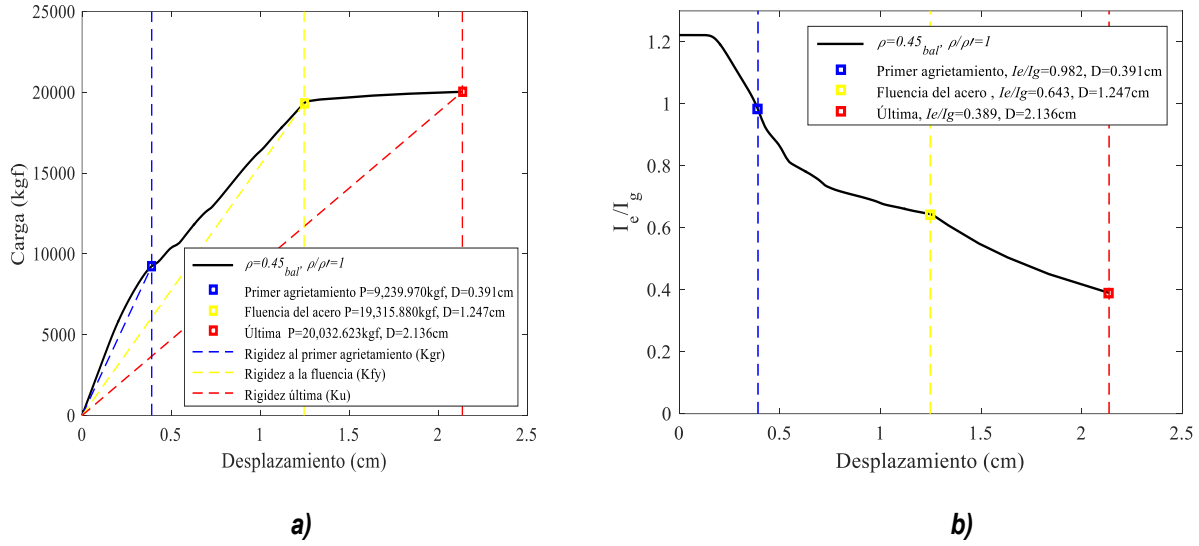 Carga (kgf)
20000
15000
10000
5000
0
0 0.5 1 1.5 2 2.5
Desplazamiento (cm)
ρ=0.45bal, ρ/ρ′=1
Primer agrietamiento P=9,239.970kgf, D=0.391cm
Fluencia del acero P=19,315.880kgf, D=1.247cm
Última P=20,032.623kgf, D=2.136cm
Rigidez al primer agrietamiento (Kgr)
Rigidez a la fluencia (Kfy)
Rigidez última (Ku)
a)
I_e/I_g
1.2
1
0.8
0.6
0.4
0.2
0
0 0.5 1 1.5 2 2.5
Desplazamiento (cm)
ρ=0.45bal, ρ/ρ′=1
Primer agrietamiento, Ie/Ig=0.982, D=0.391cm
Fluencia del acero , Ie/Ig=0.643, D=1.247cm
Última, Ie/Ig=0.389, D=2.136cm
b)